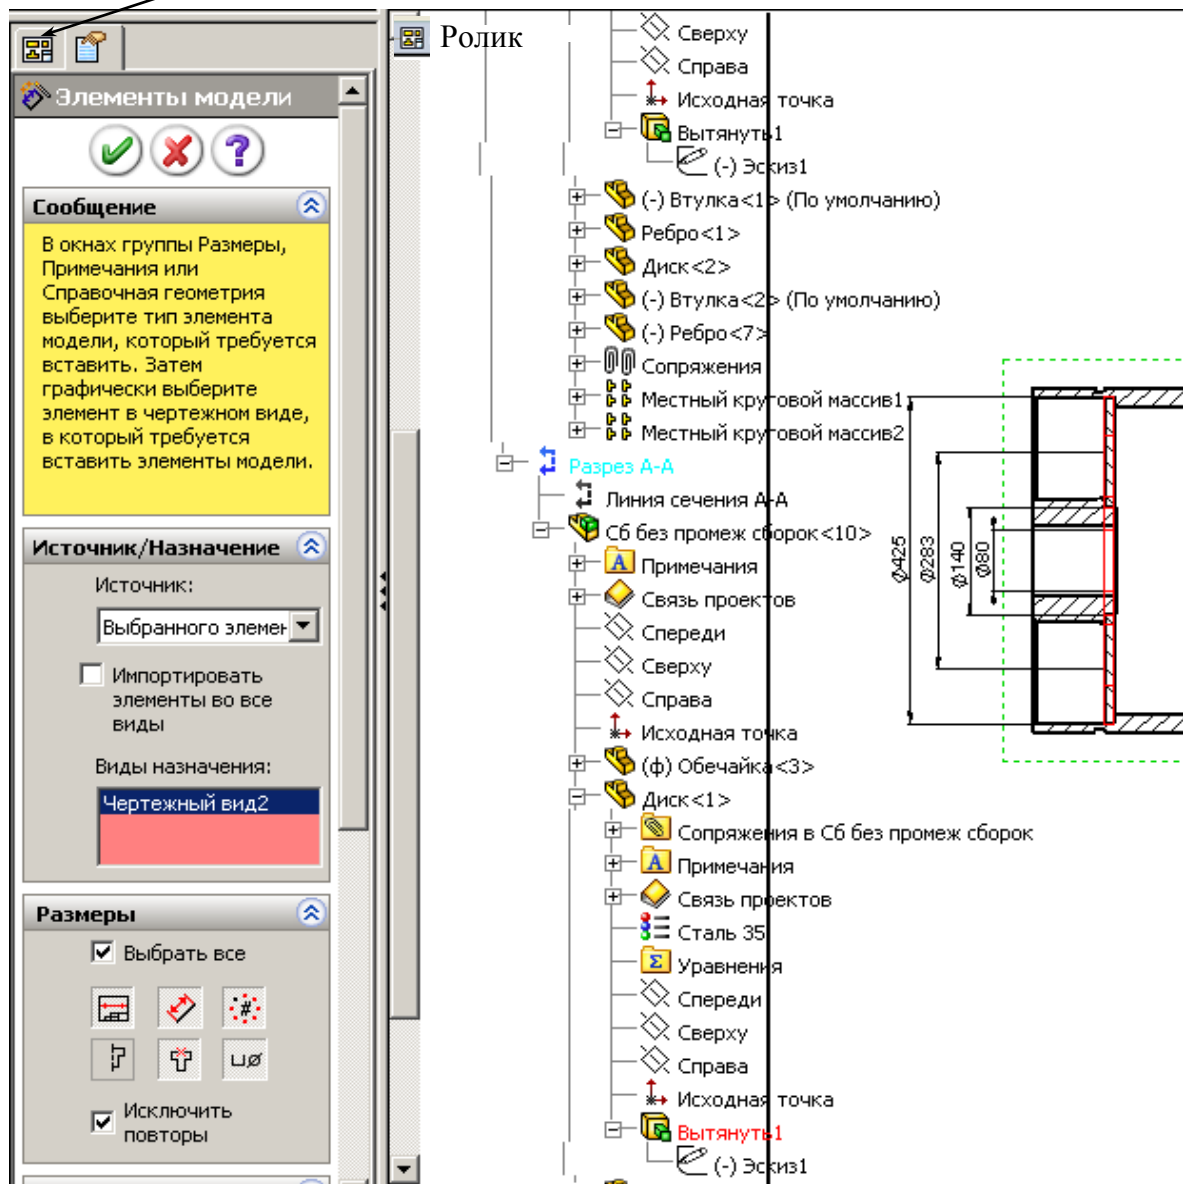 Элементы модели
Сообщение
В окнах группы Размеры,
Примечания или
Справочная геометрия
выберите тип элемента
модели, который требуется
вставить. Затем
графически выберите
элемент в чертежном виде,
в который требуется
вставить элементы модели.
Источник/Назначение
Источник:
Выбранного элемен
Импортировать
элементы во все
виды
Виды назначения:
Чертежный вид2
Размеры
Выбрать все
Исключить
повторы
Ролик
Сверху
Справа
Исходная точка
Вытянуть1
(-) Эскиз1
(-) Втулка<1> (По умолчанию)
Ребро<1>
Диск<2>
(-) Втулка<2> (По умолчанию)
(-) Ребро<7>
Сопряжения
Местный круговой массив1
Местный круговой массив2
Разрез А-А
Линия сечения А-А
Сб без промеж сборок<10>
Примечания
Связь проектов
Спереди
Сверху
Справа
Исходная точка
(ф) Обечайка<3>
Диск<1>
Сопряжения в Сб без промеж сборок
Примечания
Связь проектов
Сталь 35
Уравнения
Спереди
Сверху
Справа
Исходная точка
Вытянуть1
(-) Эскиз1
Ø425
Ø283
Ø140
Ø80